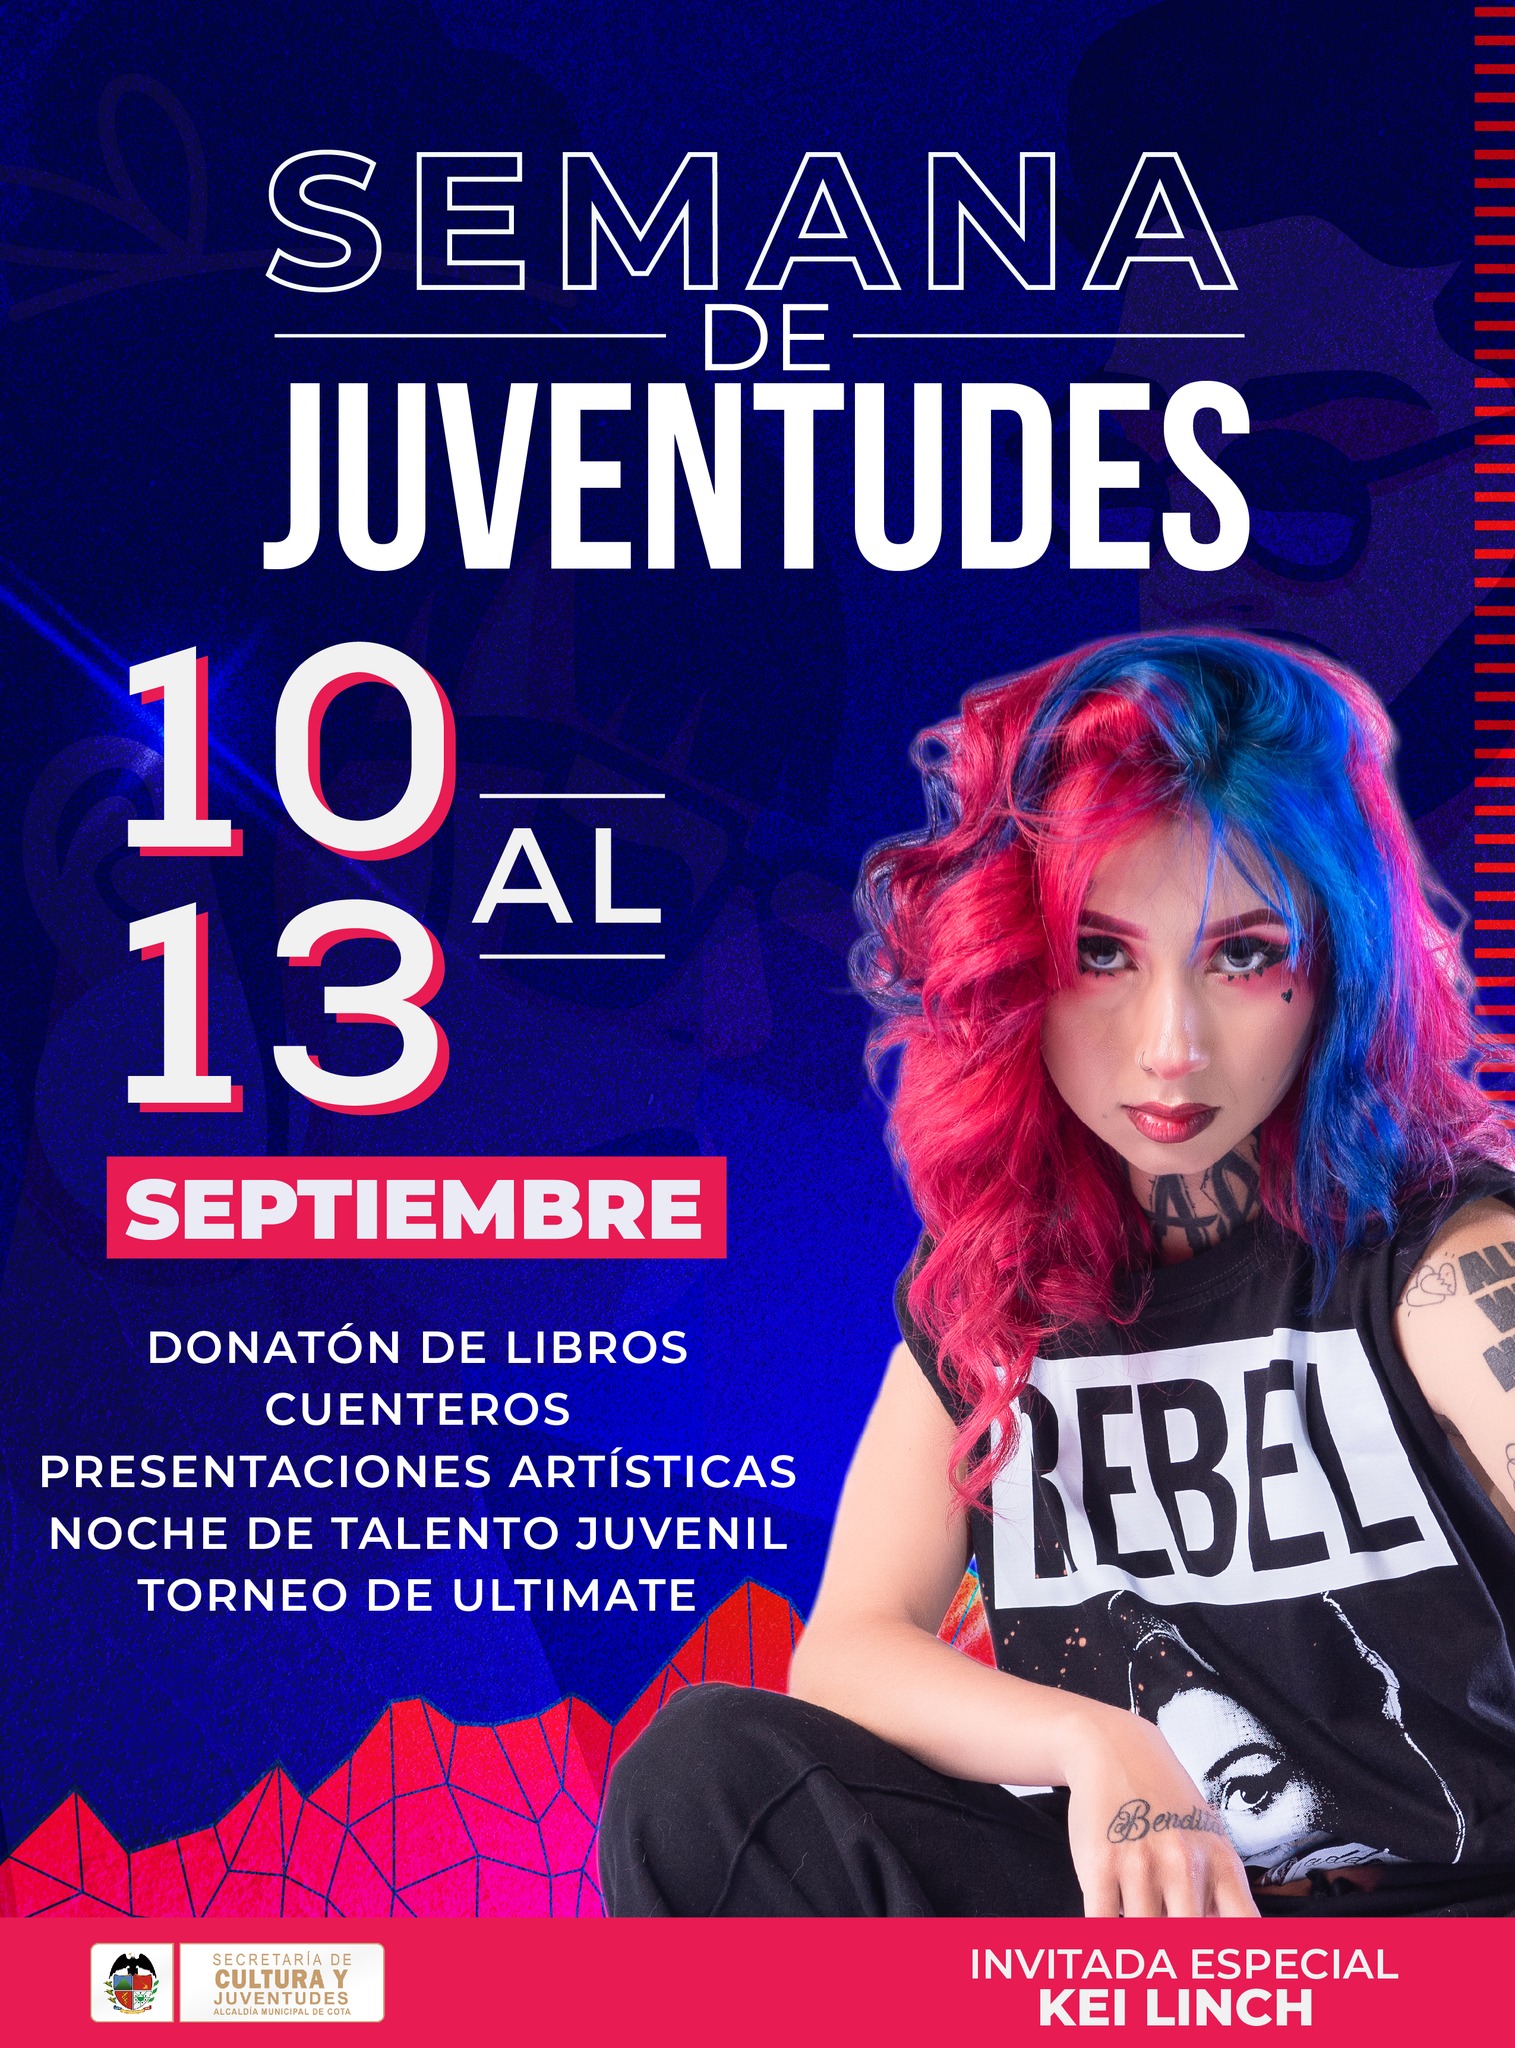 SEMANA
DE
JUVENTUDES
10
AL
13
SEPTIEMBRE
DONATÓN DE LIBROS
CUENTEROS
PRESENTACIONES ARTÍSTICAS
NOCHE DE TALENTO JUVENIL
TORNEO DE ULTIMATE
REBEL
SECRETARÍA DE
CULTURA Y
JUVENTUDES
ALCALDÍA MUNICIPAL DE COTA
INVITADA ESPECIAL
KEI LINCH